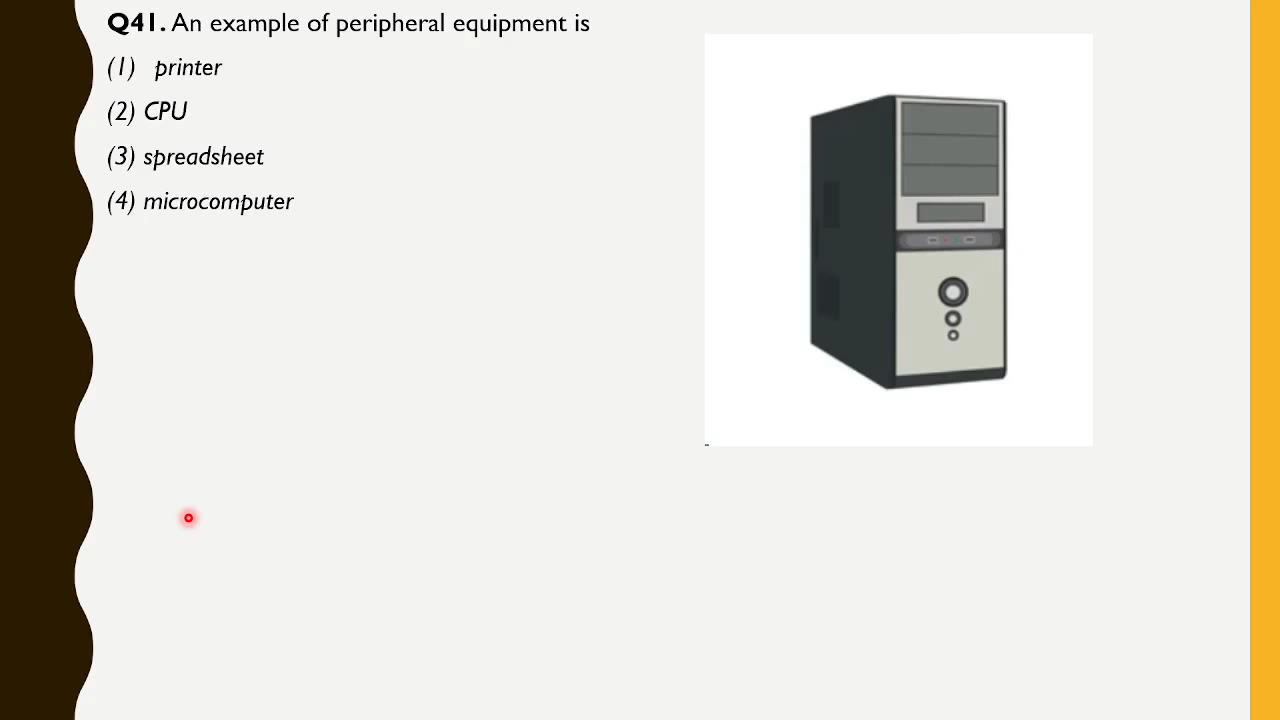 Q41. An example of peripheral equipment is
(1) printer
(2) CPU
(3) spreadsheet
(4) microcomputer